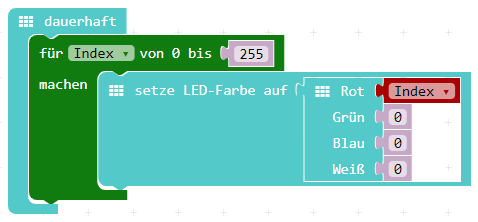 dauerhaft
für Index von 0 bis 255
machen setze LED-Farbe auf Rot Index
Grün 0
Blau 0
Weiß 0